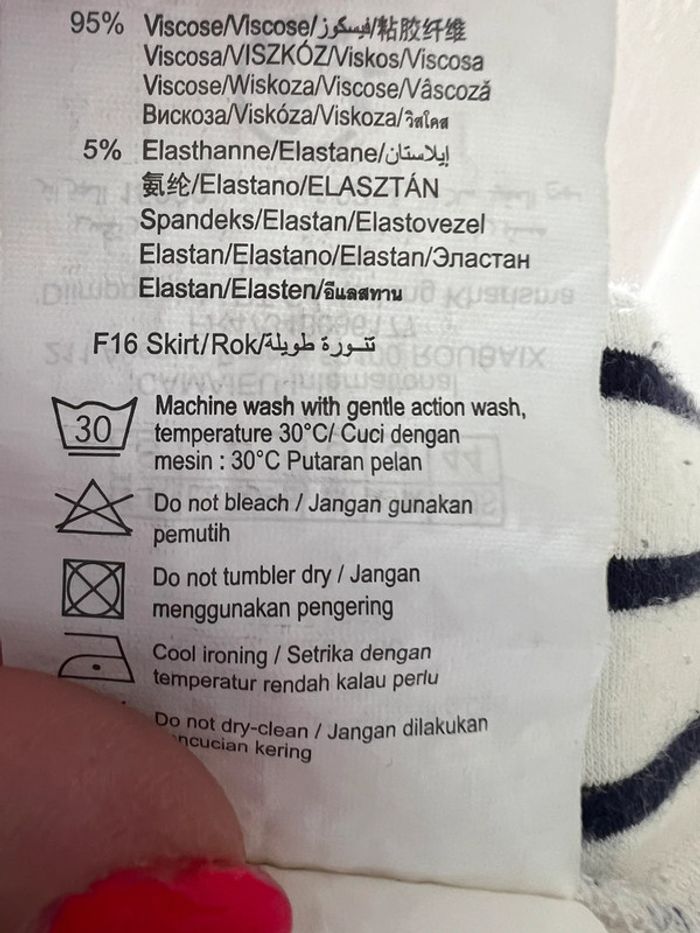 95% Viscose/Viscose/فيسكوز/粘胶纤维
Viscosa/VISZKÓZ/Viskos/Viscosa
Viscose/Wiskoza/Viscose/Vâscoză
Вискоза/Viskóza/Viskoza/วิสโคส
5% Elasthanne/Elastane/إيلاستان/
氨纶/Elastano/ELASZTÁN
Spandeks/Elastan/Elastovezel
Elastan/Elastano/Elastan/Эластан
Elastan/Elasten/อีแลสทาน
F16 Skirt/Rok/تنورة طويلة
30 Machine wash with gentle action wash,
temperature 30°C/ Cuci dengan
mesin : 30°C Putaran pelan
Do not bleach / Jangan gunakan
pemutih
Do not tumbler dry / Jangan
menggunakan pengering
Cool ironing / Setrika dengan
temperatur rendah kalau perlu
Do not dry-clean / Jangan dilakukan
kering